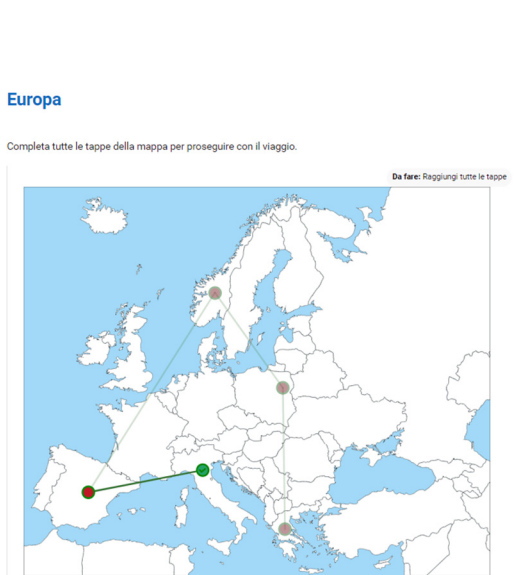 Europa
Completa tutte le tappe della mappa per proseguire con il viaggio.
Da fare: Raggiungi tutte le tappe